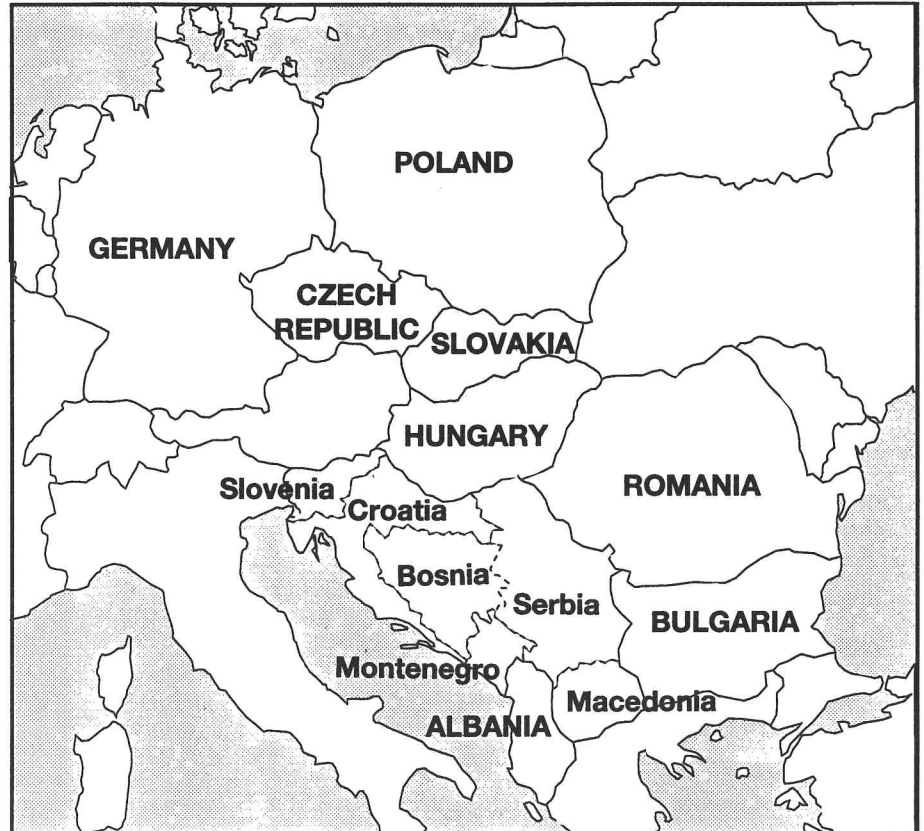 POLAND
GERMANY
CZECH
REPUBLIC
SLOVAKIA
HUNGARY
Slovenia
ROMANIA
Croatia
Bosnia
Serbia
BULGARIA
Montenegro
Macedonia
ALBANIA